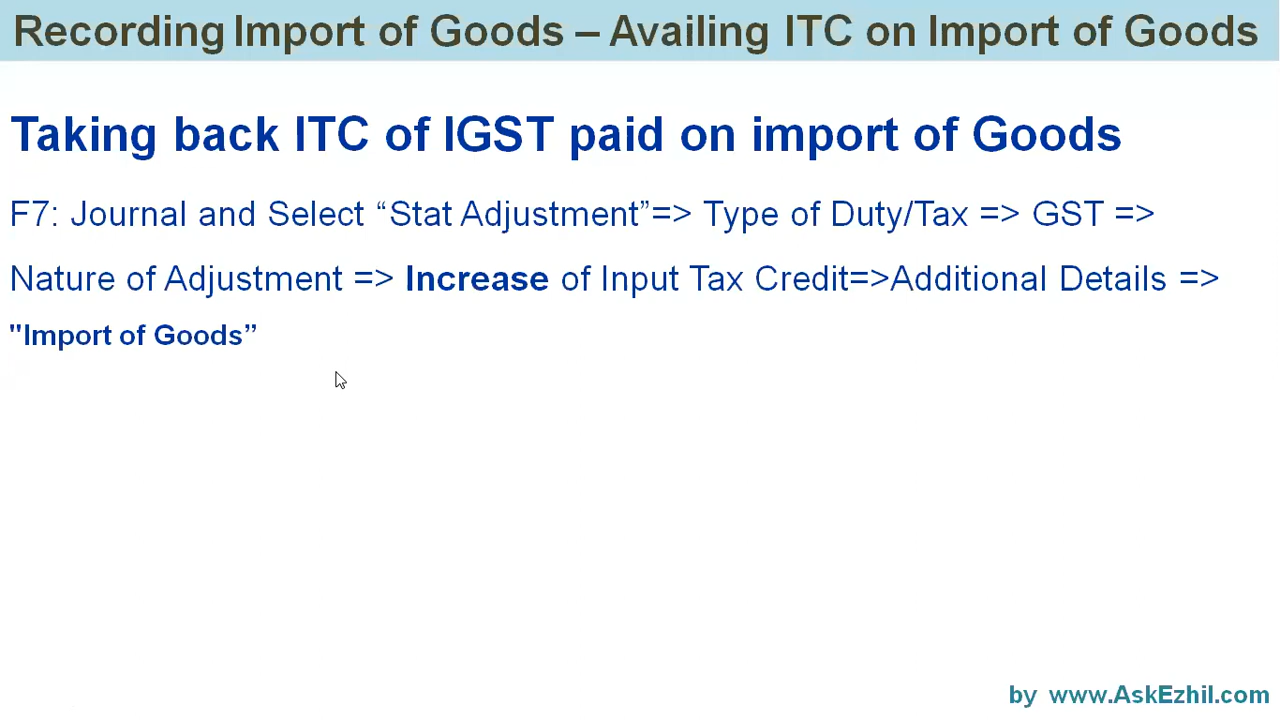 Recording Import of Goods – Availing ITC on Import of Goods
Taking back ITC of IGST paid on import of Goods
F7: Journal and Select “Stat Adjustment”=> Type of Duty/Tax => GST =>
Nature of Adjustment => Increase of Input Tax Credit=>Additional Details =>
"Import of Goods”
by www.AskEzhil.com